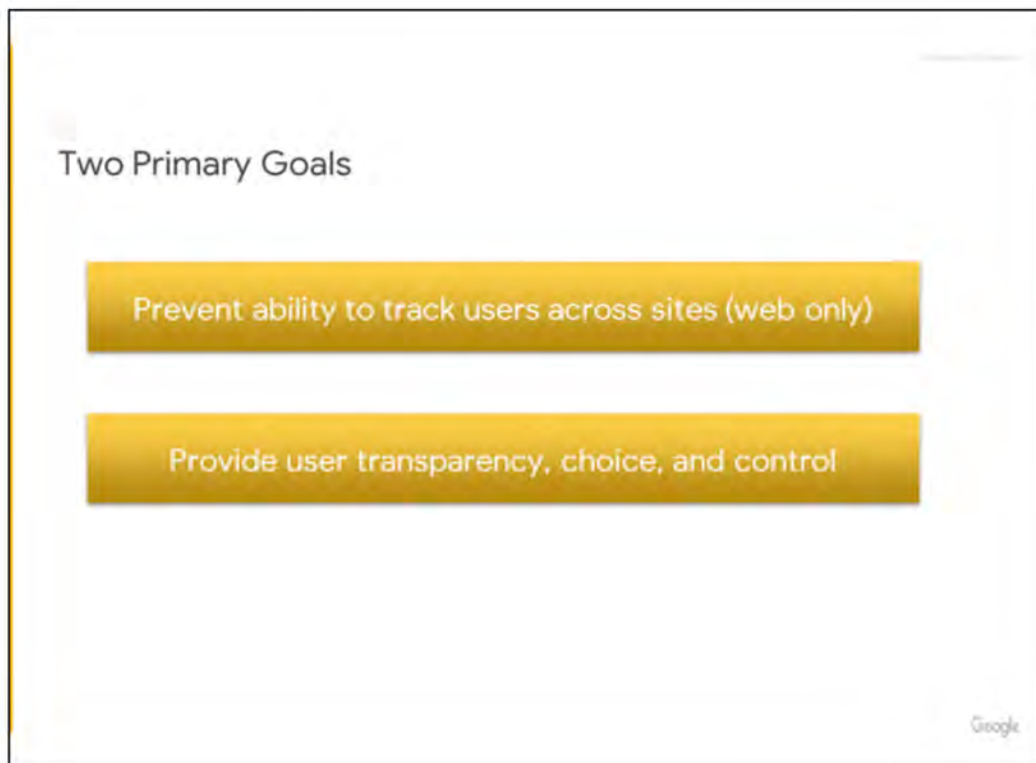 Two Primary Goals
Prevent ability to track users across sites (web only)
Provide user transparency, choice, and control
Google